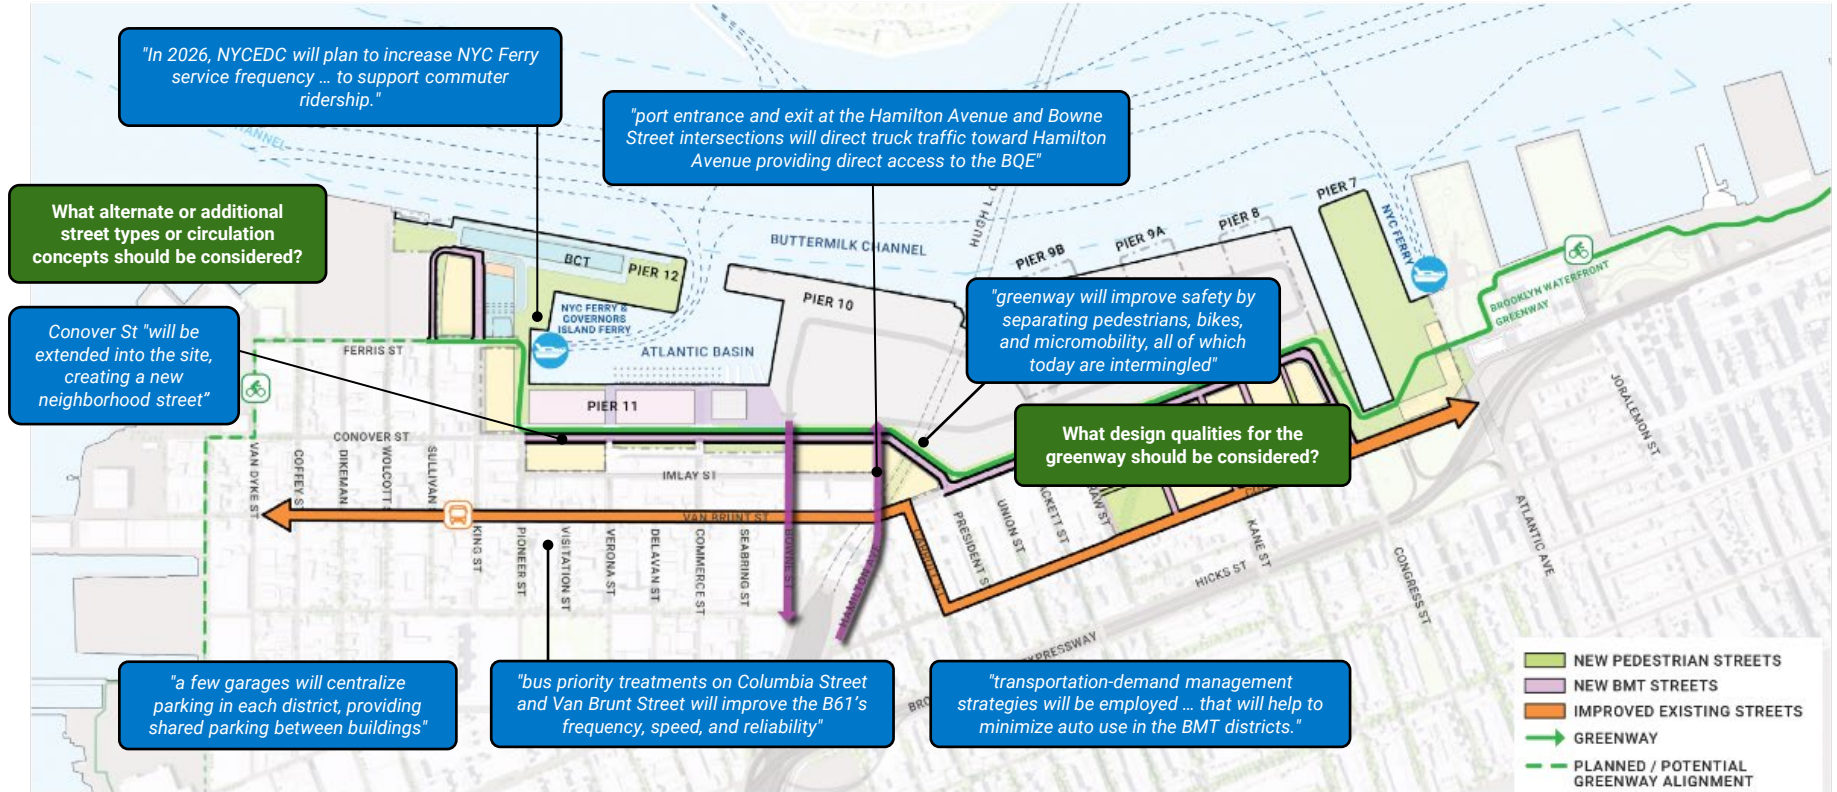 "In 2026, NYCEDC will plan to increase NYC Ferry
service frequency … to support commuter
ridership."
"port entrance and exit at the Hamilton Avenue and Bowne
Street intersections will direct truck traffic toward Hamilton
Avenue providing direct access to the BQE"
What alternate or additional
street types or circulation
concepts should be considered?
Conover St "will be
extended into the site,
creating a new
neighborhood street"
"greenway will improve safety by
separating pedestrians, bikes,
and micromobility, all of which
today are intermingled"
What design qualities for the
greenway should be considered?
"a few garages will centralize
parking in each district, providing
shared parking between buildings"
"bus priority treatments on Columbia Street
and Van Brunt Street will improve the B61's
frequency, speed, and reliability"
"transportation-demand management
strategies will be employed … that will help to
minimize auto use in the BMT districts."
CHANNEL
BUTTERMILK CHANNEL
HUGH L
PIER 7
PIER 8
PIER 9A
PIER 9B
PIER 10
PIER 12
BCT
NYC FERRY &
GOVERNORS
ISLAND FERRY
ATLANTIC BASIN
PIER 11
NYC FERRY
BROOKLYN WATERFRONT
GREENWAY
FERRIS ST
CONOVER ST
IMLAY ST
VAN BRUNT ST
VAN DYKE ST
COFFEY ST
DIKEMAN
WOLCOTT
SULLIVAN
KING ST
PIONEER ST
VISITATION ST
VERONA ST
DELAVAN ST
COMMERCE ST
SEABRING ST
BOWNE ST
HAMILTON AVE
PRESIDENT S
UNION ST
ACKETT ST
RAW ST
KANE ST
HICKS ST
CONGRESS ST
ATLANTIC AVE
JORALEMON ST
BRO
EXPRESSWAY
NEW PEDESTRIAN STREETS
NEW BMT STREETS
IMPROVED EXISTING STREETS
GREENWAY
PLANNED / POTENTIAL
GREENWAY ALIGNMENT